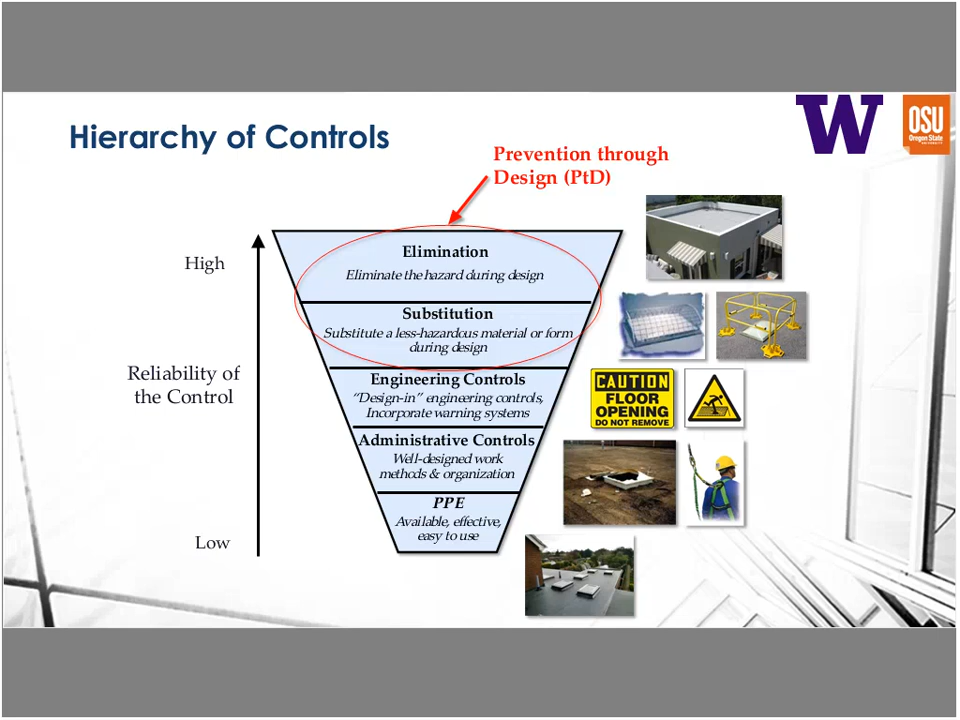 Hierarchy of Controls
W
OSU
Oregon State
Prevention through
Design (PtD)
High
Reliability of
the Control
Low
Elimination
Eliminate the hazard during design
Substitution
Substitute a less-hazardous material or form
during design
Engineering Controls
“Design-in” engineering controls,
Incorporate warning systems
Administrative Controls
Well-designed work
methods & organization
PPE
Available, effective,
easy to use
CAUTION
FLOOR
OPENING
DO NOT REMOVE